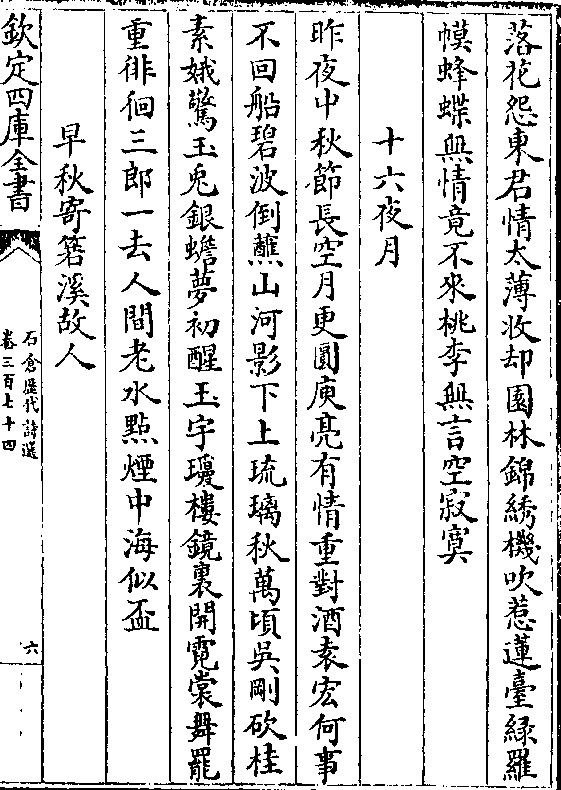 落花怨東君情太薄收却園林錦綉機吹惹蓮臺緑羅
幙蜂蝶無情竟不來桃李無言空寂寞
十六夜月
昨夜中秋節長空月更圓庾亮有情重對酒袁宏何事
不回船碧波倒蘸山河影下上琉璃秋萬頃吳剛砍桂
素娥驚玉兎銀蟾夢初醒玉宇瓊樓鏡裏開霓裳舞罷
重徘徊三郎一去人間老水㸃煙中海似盃
早秋寄箬溪故人
欽定四庫全書
石倉歷代詩選
卷三百七十四
六